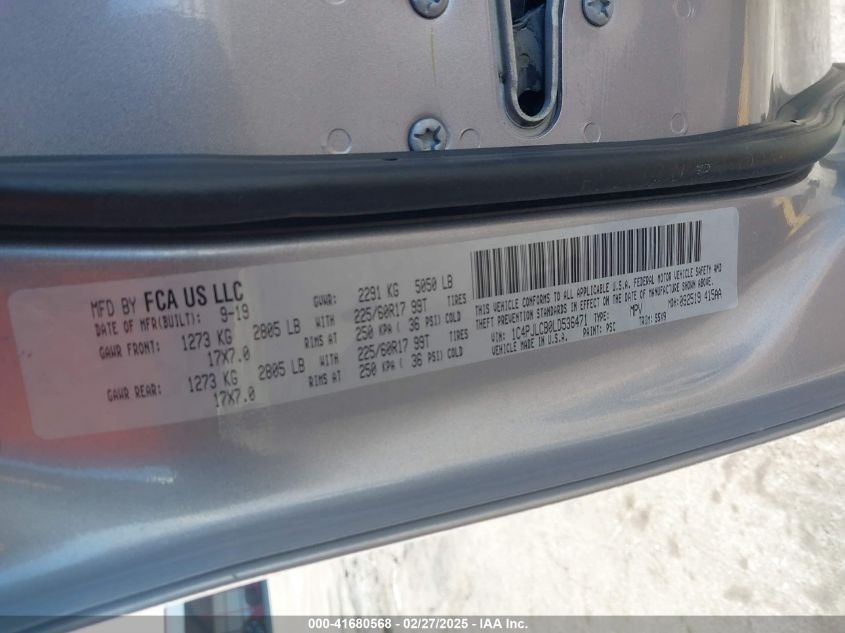 MFD BY FCA US LLC
DATE OF MFR(BUILT): 9-19 GVWR: 2291 KG 5050 LB
GAWR FRONT: 1273 KG 2805 LB WITH 225/60R17 99T TIRES
17X7.0 RIMS AT 250 KPA ( 36 PSI) COLD
GAWR REAR: 1273 KG 2805 LB WITH 225/60R17 99T TIRES
17X7.0 RIMS AT 250 KPA ( 36 PSI) COLD
THIS VEHICLE CONFORMS TO ALL APPLICABLE U.S.A. FEDERAL MOTOR VEHICLE SAFETY AND
THEFT PREVENTION STANDARDS IN EFFECT ON THE DATE OF MANUFACTURE SHOWN ABOVE.
VIN: 1C4PJLCB0LD536471 TYPE: MPV MDH: 092519 415AA
VEHICLE MADE IN U.S.A. PAINT: PSC TRIM: S5V9
000-41680568 - 02/27/2025 - IAA Inc.